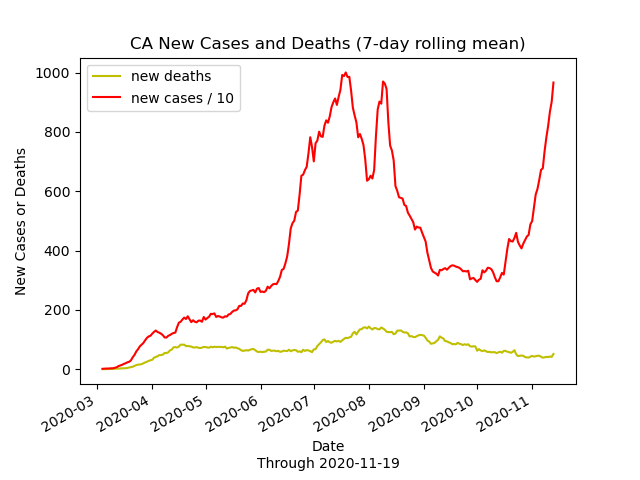 CA New Cases and Deaths (7-day rolling mean)
new deaths
new cases / 10
New Cases or Deaths
1000
800
600
400
200
0
2020-03
2020-04
2020-05
2020-06
2020-07
2020-08
2020-09
2020-10
2020-11
Date
Through 2020-11-19